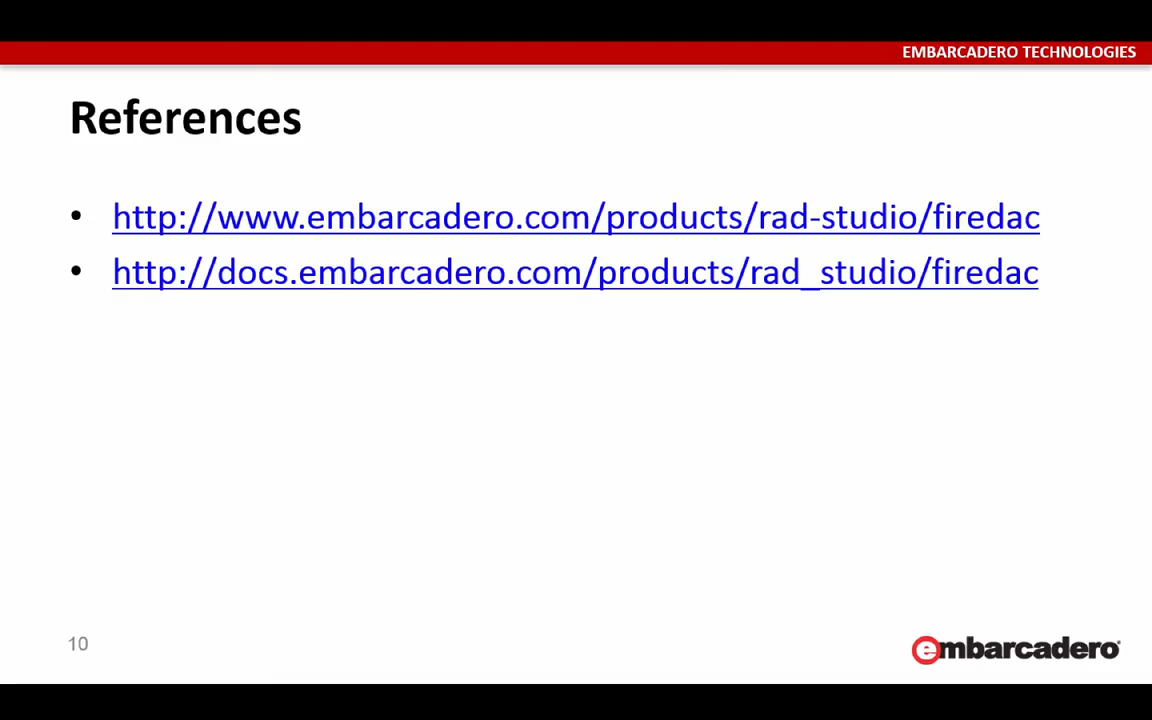 EMBARCADERO TECHNOLOGIES
References
• http://www.embarcadero.com/products/rad-studio/firedac
• http://docs.embarcadero.com/products/rad_studio/firedac
10
embarcadero